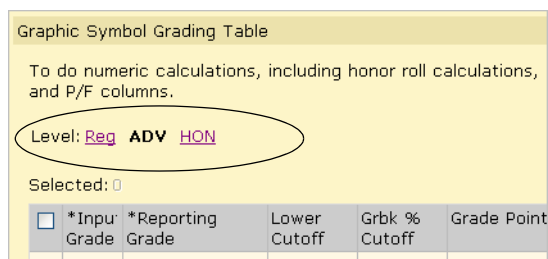 Graphic Symbol Grading Table
To do numeric calculations, including honor roll calculations,
and P/F columns.
Level: Reg ADV HON
Selected: 0
*Inpu *Reporting Lower Grbk % Grade Point
Grade Grade Cutoff Cutoff